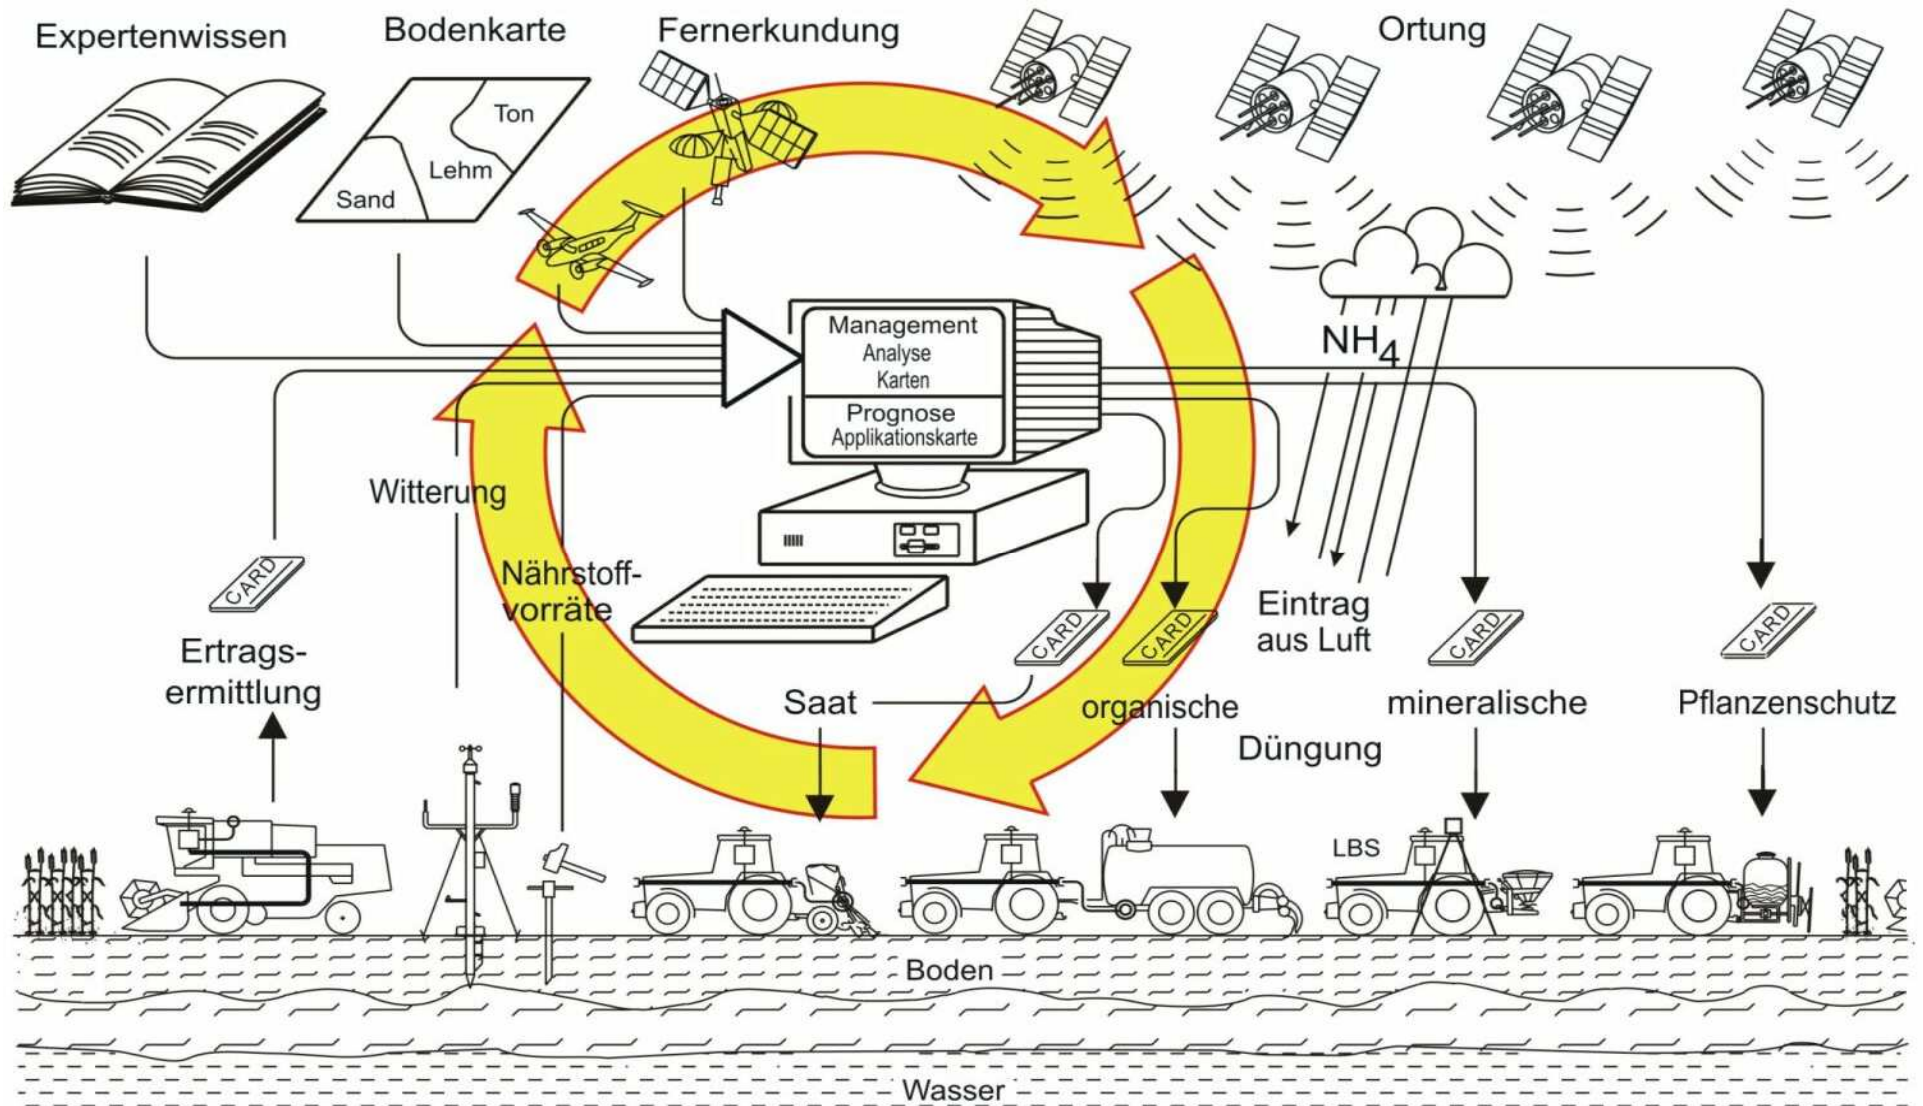 Expertenwissen
Bodenkarte
Fernerkundung
Ortung
Ton
Lehm
Sand
Management
Analyse
Karten
Prognose
Applikationskarte
NH4
Witterung
Nährstoff-
vorräte
CARD
CARD
CARD
CARD
CARD
Eintrag
aus Luft
Ertrags-
ermittlung
Saat
organische
mineralische
Pflanzenschutz
Düngung
LBS
Boden
Wasser